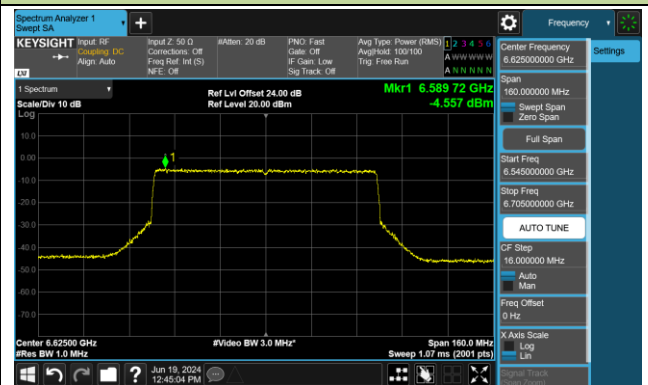 Spectrum Analyzer 1
Swept SA
Frequency
KEYSIGHT
Input: RF
Coupling: DC
Align: Auto
Input Z: 50 Ω
Corrections: Off
Freq Ref: Int (S)
NFE: Off
#Atten: 20 dB
PNO: Fast
Gate: Off
IF Gain: Low
Sig Track: Off
Avg Type: Power (RMS)
Avg|Hold: 100/100
Trig: Free Run
1 2 3 4 5 6
A W W W W W
A N N N N N
LXI
1 Spectrum
Scale/Div 10 dB
Log
Ref Lvl Offset 24.00 dB
Ref Level 20.00 dBm
Mkr1 6.589 72 GHz
-4.557 dBm
1
10.0
0.00
-10.0
-20.0
-30.0
-40.0
-50.0
-60.0
-70.0
Center 6.62500 GHz
#Res BW 1.0 MHz
#Video BW 3.0 MHz*
Span 160.0 MHz
Sweep 1.07 ms (2001 pts)
Jun 19, 2024
12:45:04 PM
Center Frequency
6.625000000 GHz
Settings
Span
160.000000 MHz
Swept Span
Zero Span
Full Span
Start Freq
6.545000000 GHz
Stop Freq
6.705000000 GHz
AUTO TUNE
CF Step
16.000000 MHz
Auto
Man
Freq Offset
0 Hz
X Axis Scale
Log
Lin
Signal Track
(Span Zoom)